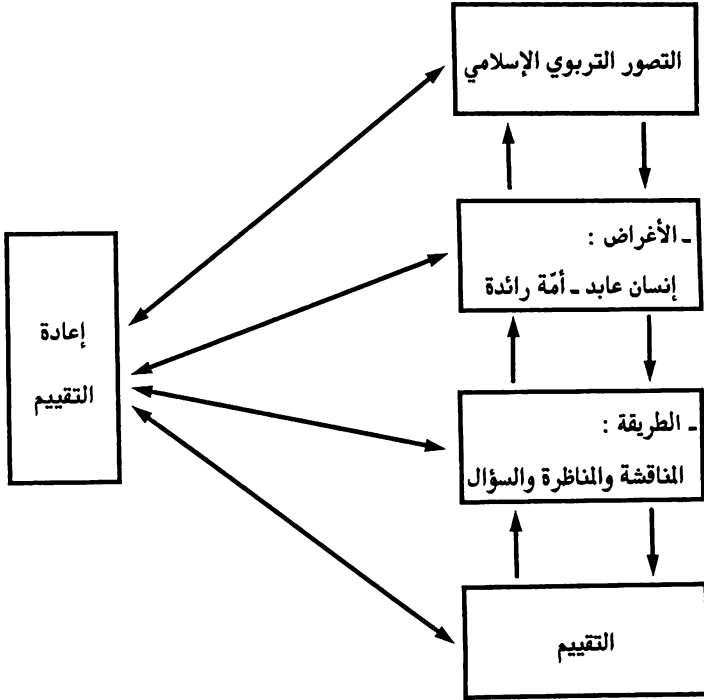 التصور التربوي الإسلامي
ـ الأغراض :
إنسان عابد ـ أمّة رائدة
ـ الطريقة :
المناقشة والمناظرة والسؤال
التقييم
إعادة
التقييم